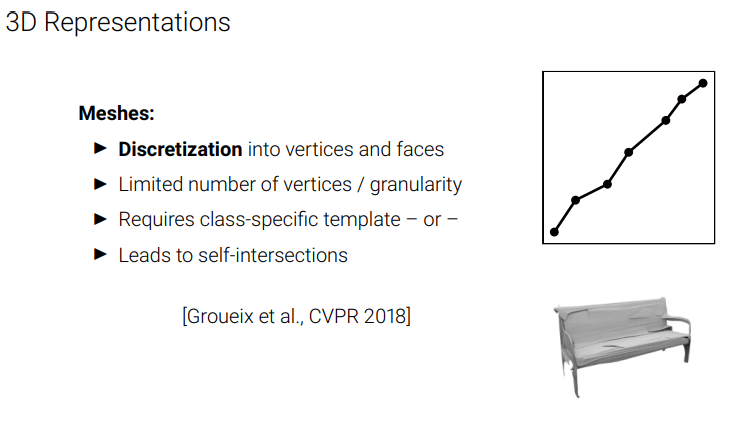 3D Representations
Meshes:
► Discretization into vertices and faces
► Limited number of vertices / granularity
► Requires class-specific template – or –
► Leads to self-intersections
[Groueix et al., CVPR 2018]